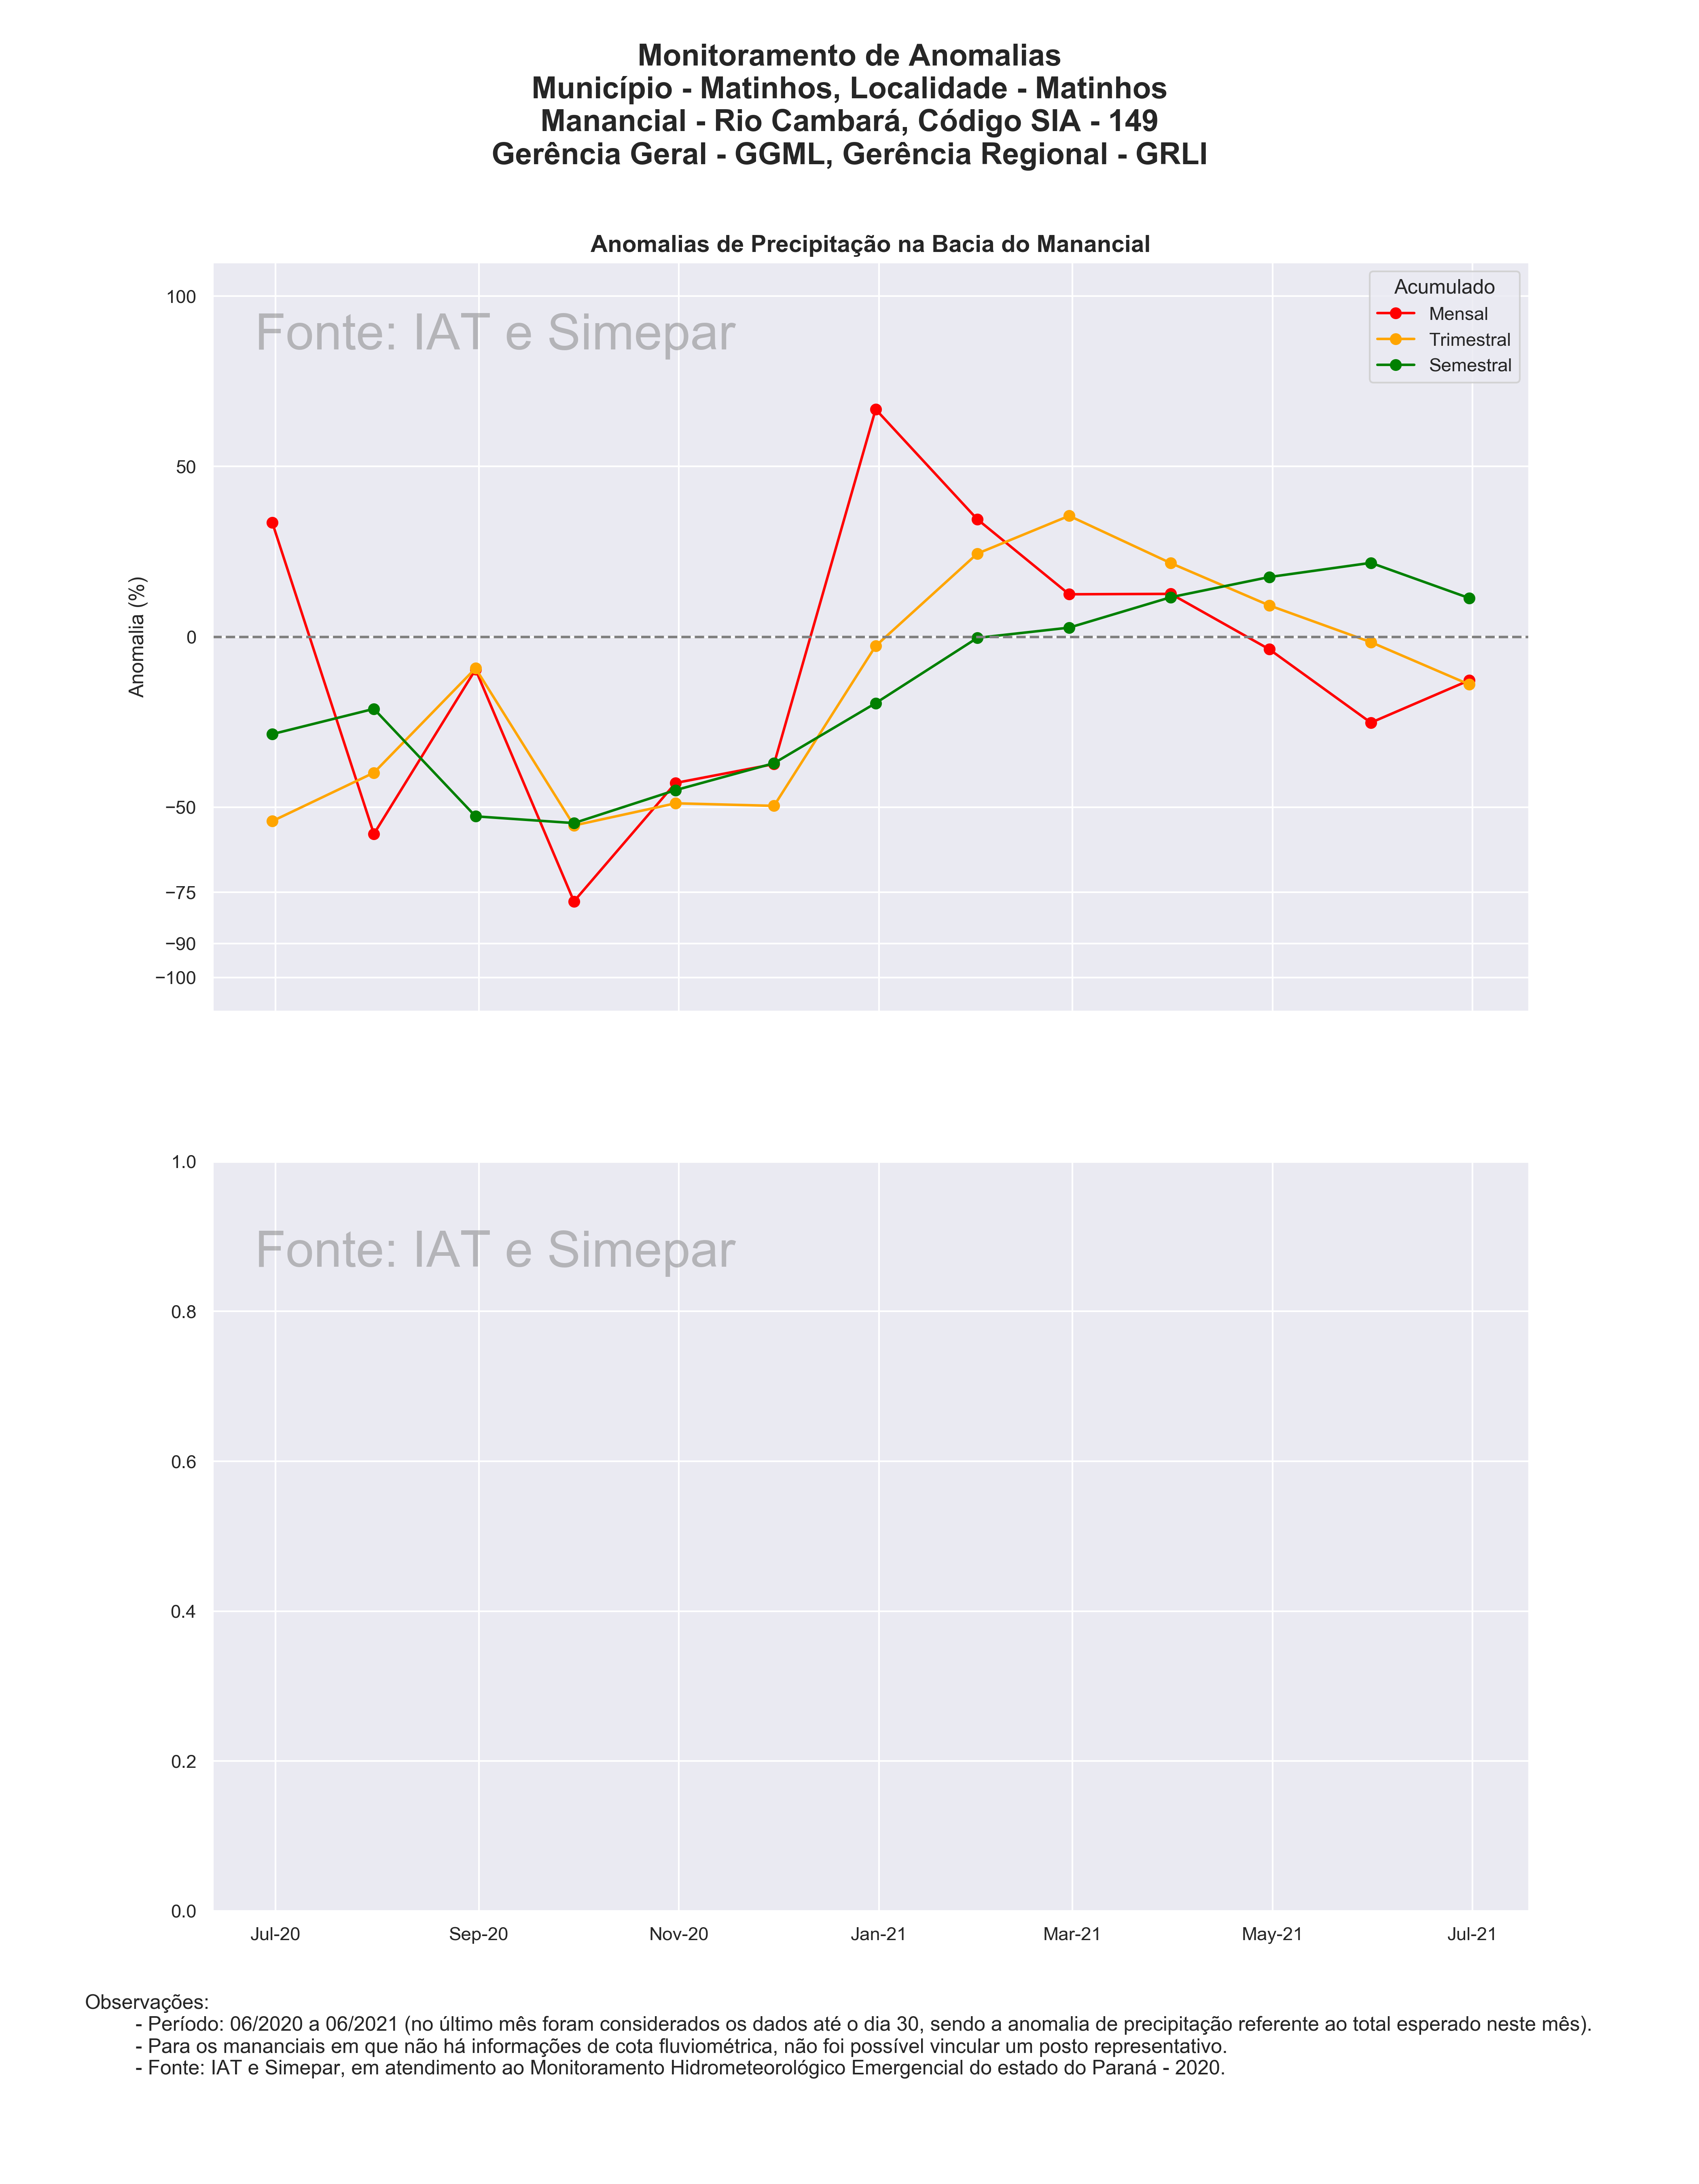 Monitoramento de Anomalias
Município - Matinhos, Localidade - Matinhos
Manancial - Rio Cambará, Código SIA - 149
Gerência Geral - GGML, Gerência Regional - GRLI
Anomalias de Precipitação na Bacia do Manancial
Fonte: IAT e Simepar
Acumulado
Mensal
Trimestral
Semestral
Anomalia (%)
100
50
0
−50
−75
−90
−100
Fonte: IAT e Simepar
1.0
0.8
0.6
0.4
0.2
0.0
Jul-20 Sep-20 Nov-20 Jan-21 Mar-21 May-21 Jul-21
Observações:
- Período: 06/2020 a 06/2021 (no último mês foram considerados os dados até o dia 30, sendo a anomalia de precipitação referente ao total esperado neste mês).
- Para os mananciais em que não há informações de cota fluviométrica, não foi possível vincular um posto representativo.
- Fonte: IAT e Simepar, em atendimento ao Monitoramento Hidrometeorológico Emergencial do estado do Paraná - 2020.